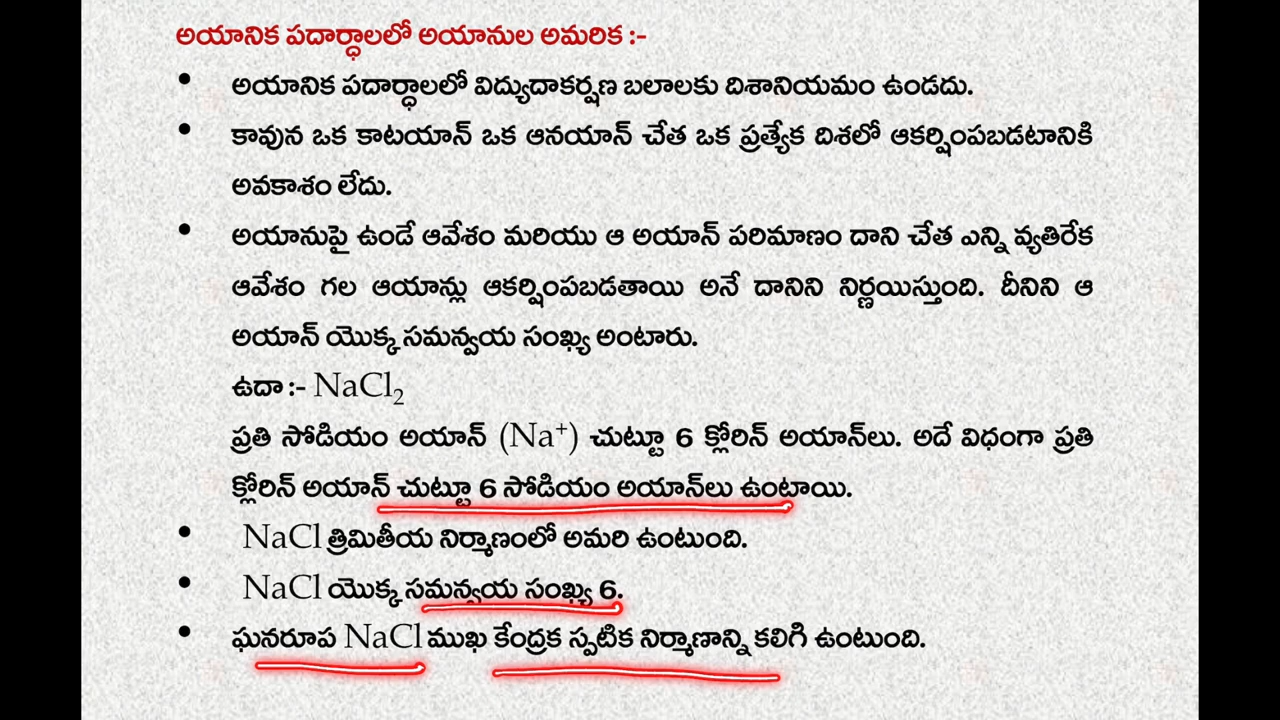 అయానిక పదార్ధాలలో అయానుల అమరిక :-
• అయానిక పదార్ధాలలో విద్యుదాకర్షణ బలాలకు దిశానియమం ఉండదు.
• కావున ఒక కాటయాన్ ఒక ఆనయాన్ చేత ఒక ప్రత్యేక దిశలో ఆకర్షింపబడటానికి
అవకాశం లేదు.
• అయానుపై ఉండే ఆవేశం మరియు ఆ అయాన్ పరిమాణం దాని చేత ఎన్ని వ్యతిరేక
ఆవేశం గల ఆయాన్లు ఆకర్షింపబడతాయి అనే దానిని నిర్ణయిస్తుంది. దీనిని ఆ
అయాన్ యొక్క సమన్వయ సంఖ్య అంటారు.
ఉదా :- NaCl₂
ప్రతి సోడియం అయాన్ (Na⁺) చుట్టూ 6 క్లోరిన్ అయాన్‌లు. అదే విధంగా ప్రతి
క్లోరిన్ అయాన్ చుట్టూ 6 సోడియం అయాన్‌లు ఉంటాయి.
• NaCl త్రిమితీయ నిర్మాణంలో అమరి ఉంటుంది.
• NaCl యొక్క సమన్వయ సంఖ్య 6.
• ఘనరూప NaCl ముఖ కేంద్రక స్పటిక నిర్మాణాన్ని కలిగి ఉంటుంది.